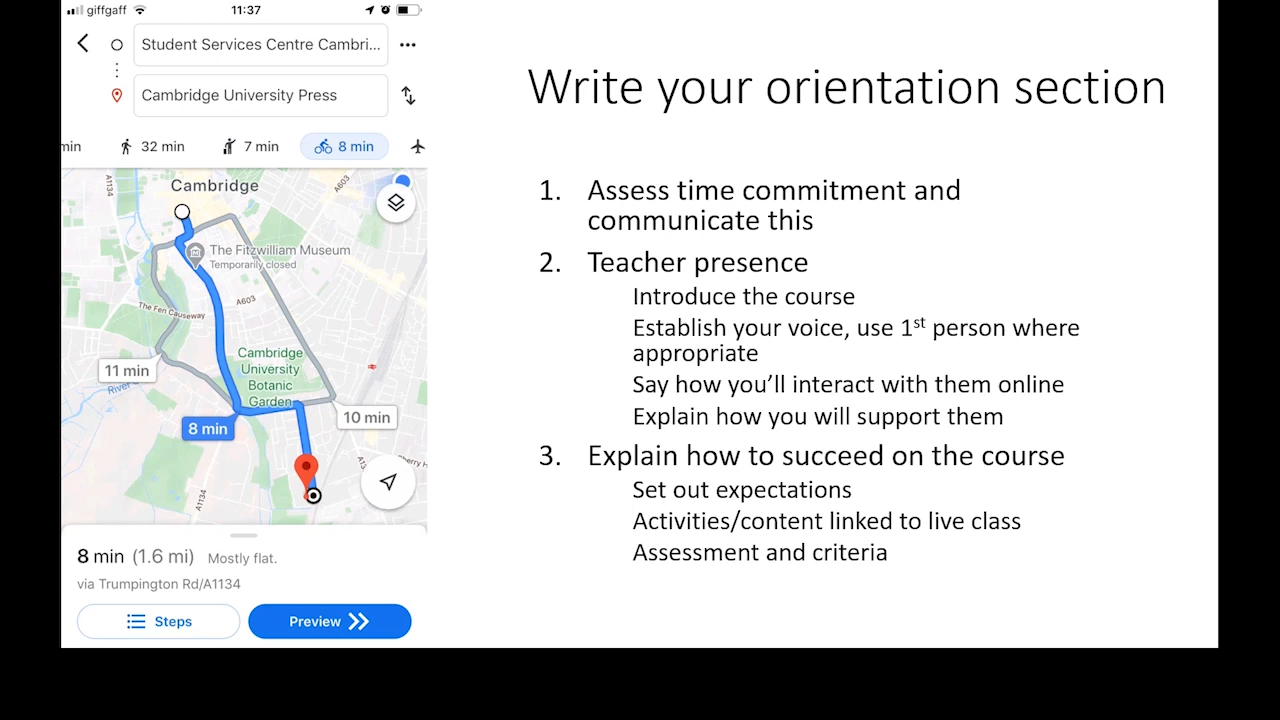 giffgaff
11:37
Student Services Centre Cambri...
Cambridge University Press
min
32 min
7 min
8 min
Cambridge
A1134
A603
The Fitzwilliam Museum
Temporarily closed
A603
The Fen Causeway
Cambridge
University
Botanic
Garden
11 min
River
8 min
10 min
A1134
8 min (1.6 mi) Mostly flat.
via Trumpington Rd/A1134
Steps
Preview
Write your orientation section
1. Assess time commitment and
communicate this
2. Teacher presence
Introduce the course
Establish your voice, use 1st person where
appropriate
Say how you’ll interact with them online
Explain how you will support them
3. Explain how to succeed on the course
Set out expectations
Activities/content linked to live class
Assessment and criteria